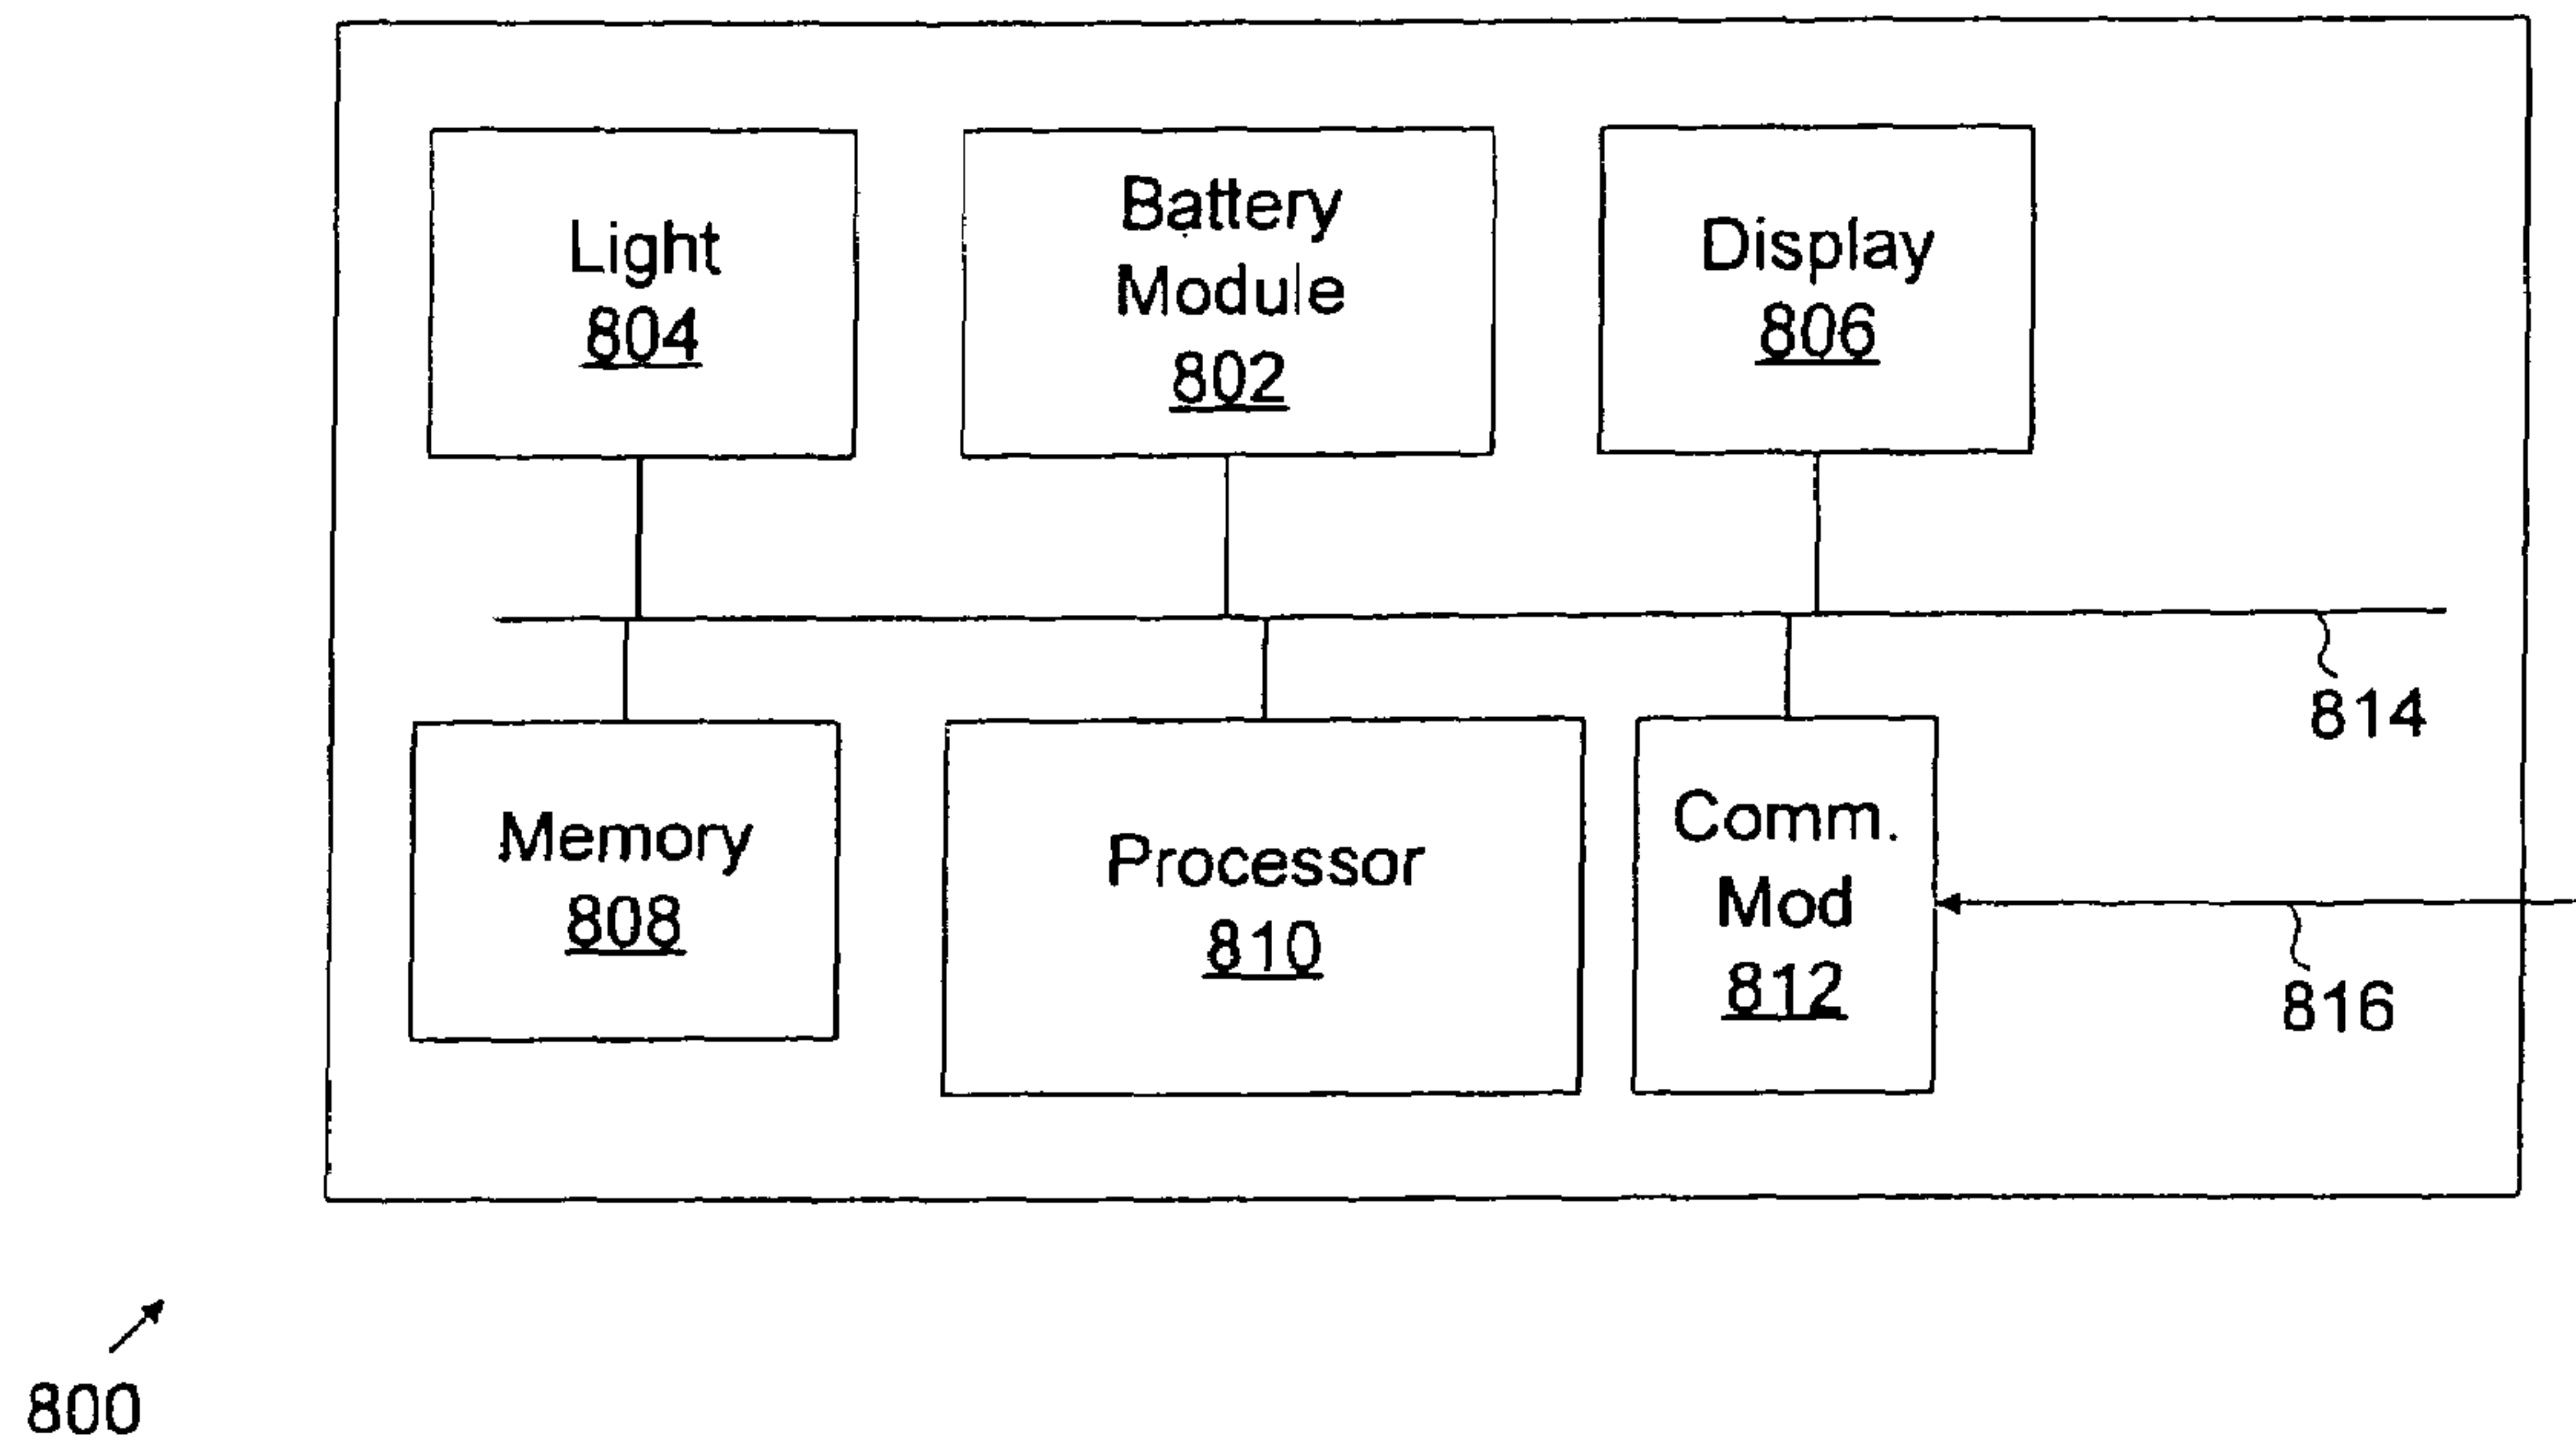 Light
804
Battery
Module
802
Display
806
814
Memory
808
Processor
810
Comm.
Mod
812
816
800